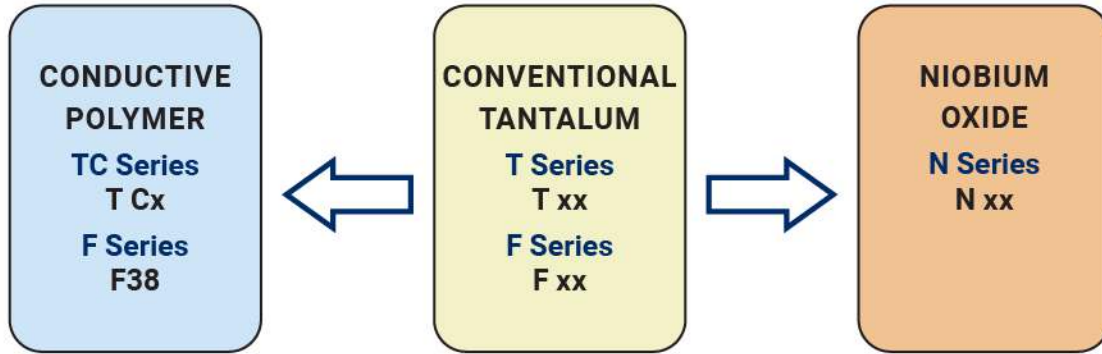 CONDUCTIVE
POLYMER
TC Series
T Cx
F Series
F38
CONVENTIONAL
TANTALUM
T Series
T xx
F Series
F xx
NIOBIUM
OXIDE
N Series
N xx